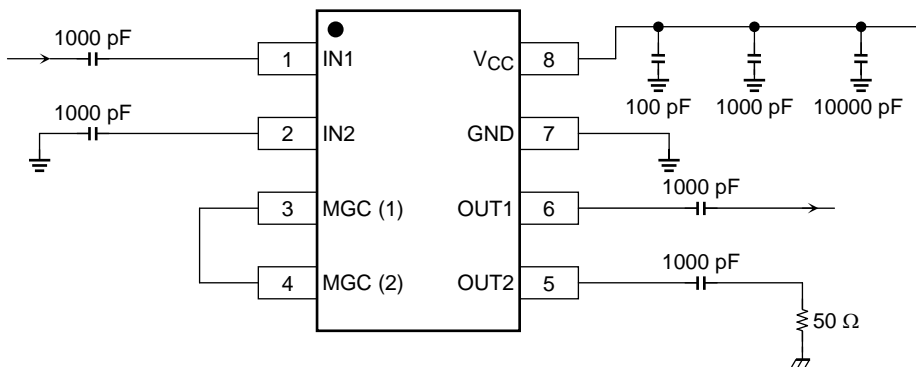 1000 pF
1 IN1
VCC 8
100 pF 1000 pF 10000 pF
1000 pF
2 IN2
GND 7
3 MGC (1)
OUT1 6
1000 pF
4 MGC (2)
OUT2 5
1000 pF
50 Ω